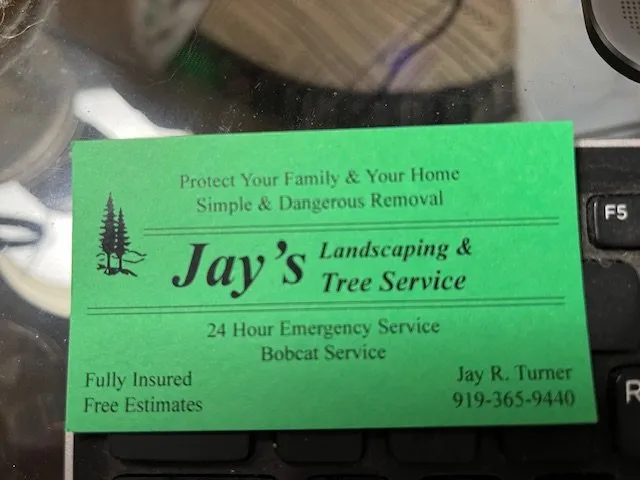 Protect Your Family & Your Home
Simple & Dangerous Removal
Jay's Landscaping &
Tree Service
24 Hour Emergency Service
Bobcat Service
Fully Insured
Free Estimates
Jay R. Turner
919-365-9440
F5
R